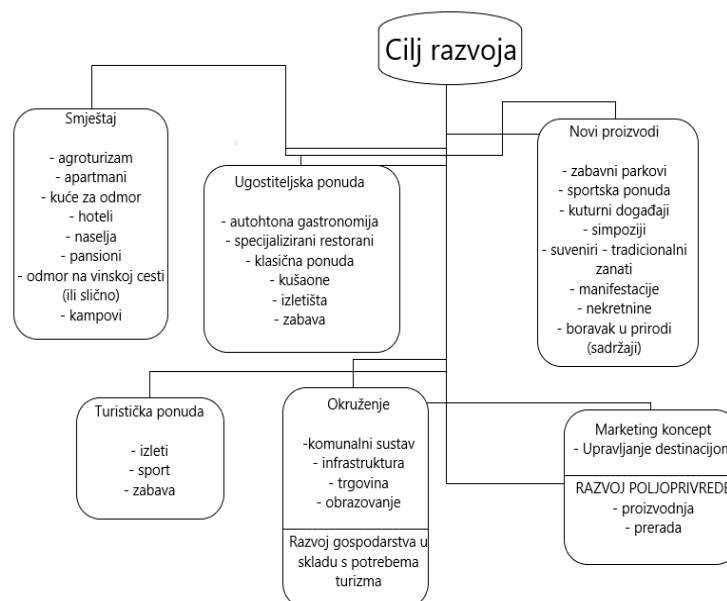 Cilj razvoja
Smještaj
- agroturizam
- apartmani
- kuće za odmor
- hoteli
- naselja
- pansioni
- odmor na vinskoj cesti
(ili slično)
- kampovi
Ugostiteljska ponuda
- autohtona gastronomija
- specijalizirani restorani
- klasična ponuda
- kušaone
- izletišta
- zabava
Novi proizvodi
- zabavni parkovi
- sportska ponuda
- kuturni događaji
- simpoziji
- suveniri - tradicionalni
zanati
- manifestacije
- nekretnine
- boravak u prirodi
(sadržaji)
Turistička ponuda
- izleti
- sport
- zabava
Okruženje
-komunalni sustav
- infrastruktura
- trgovina
- obrazovanje
Razvoj gospodarstva u
skladu s potrebema
turizma
Marketing koncept
- Upravljanje destinacijom
RAZVOJ POLJOPRIVREDE
- proizvodnja
- prerada